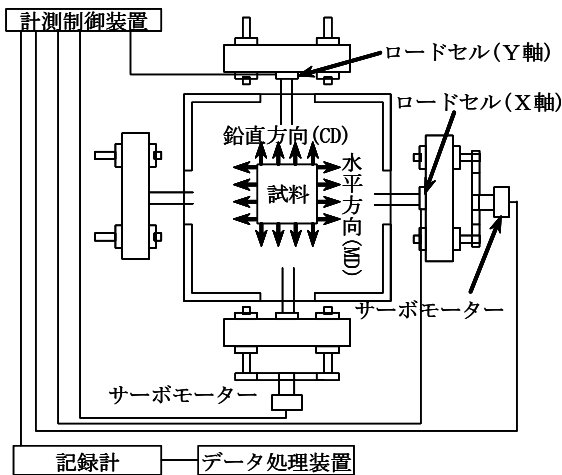 計測制御装置
ロードセル(Y軸)
ロードセル(X軸)
鉛直方向(CD)
水平方向(MD)
試料
サーボモーター
サーボモーター
記録計
データ処理装置